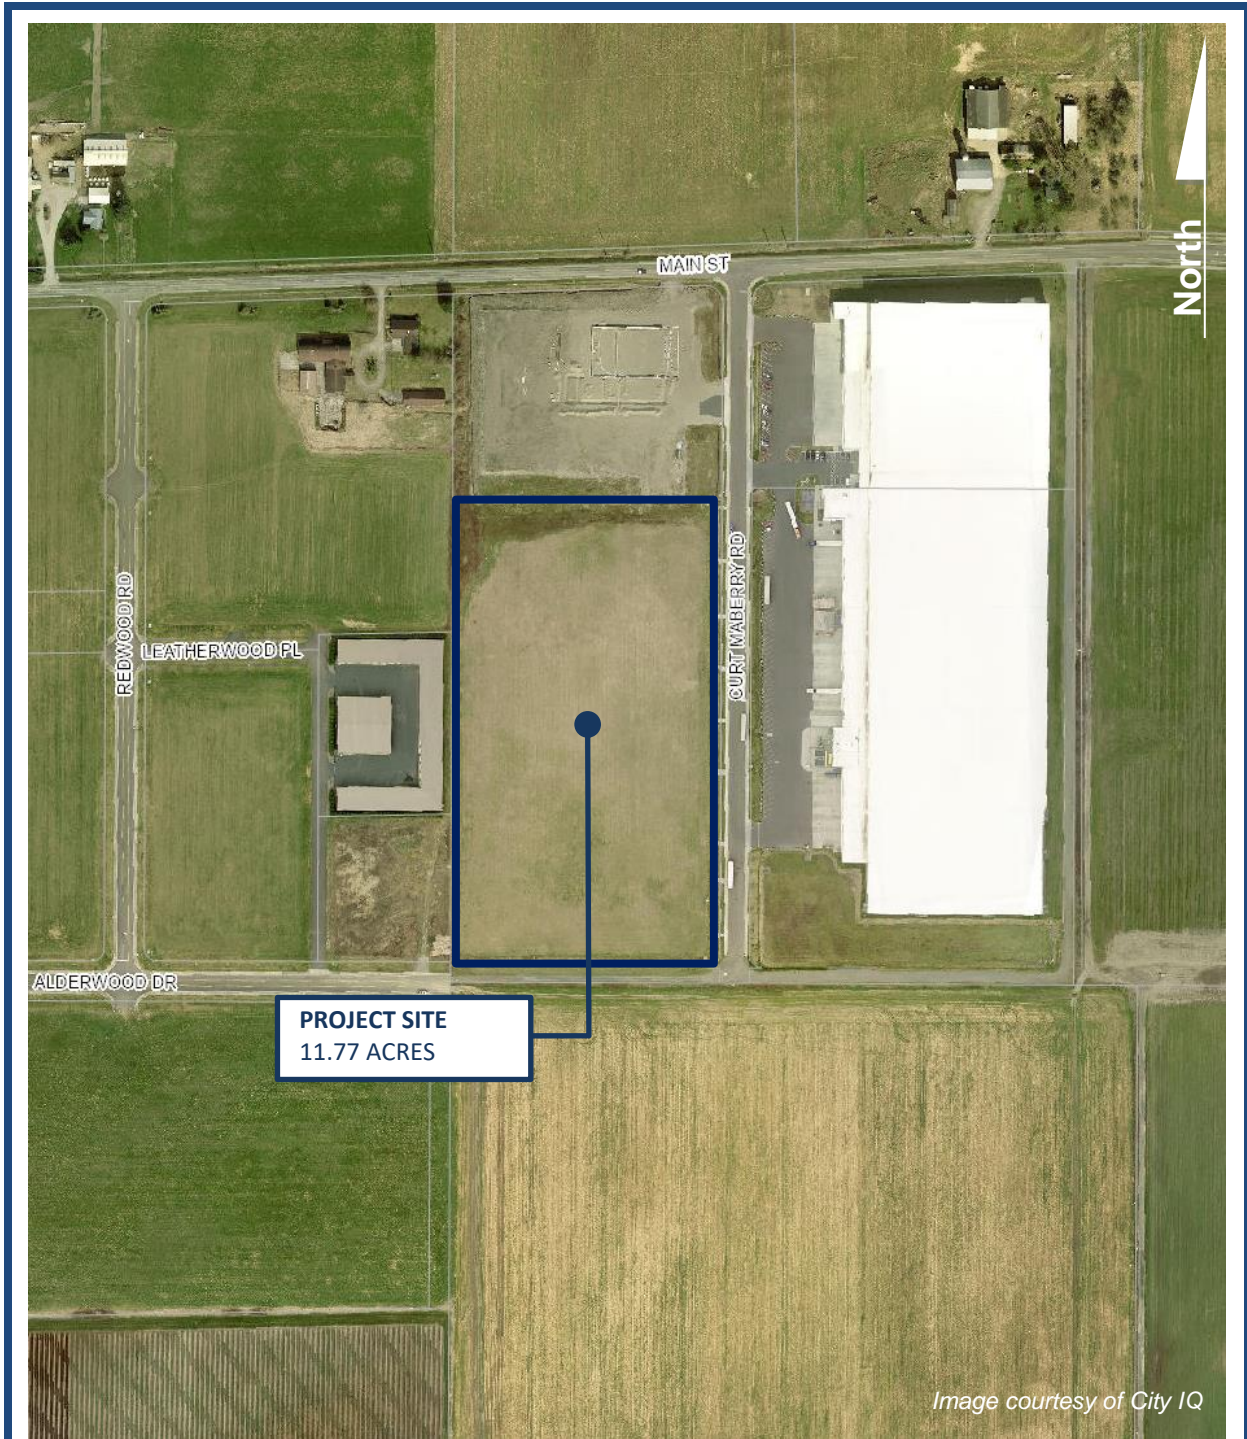 North
MAIN ST
REDWOOD RD
LEATHERWOOD PL
CURT MABERRY RD
ALDERWOOD DR
PROJECT SITE
11.77 ACRES
Image courtesy of City IQ